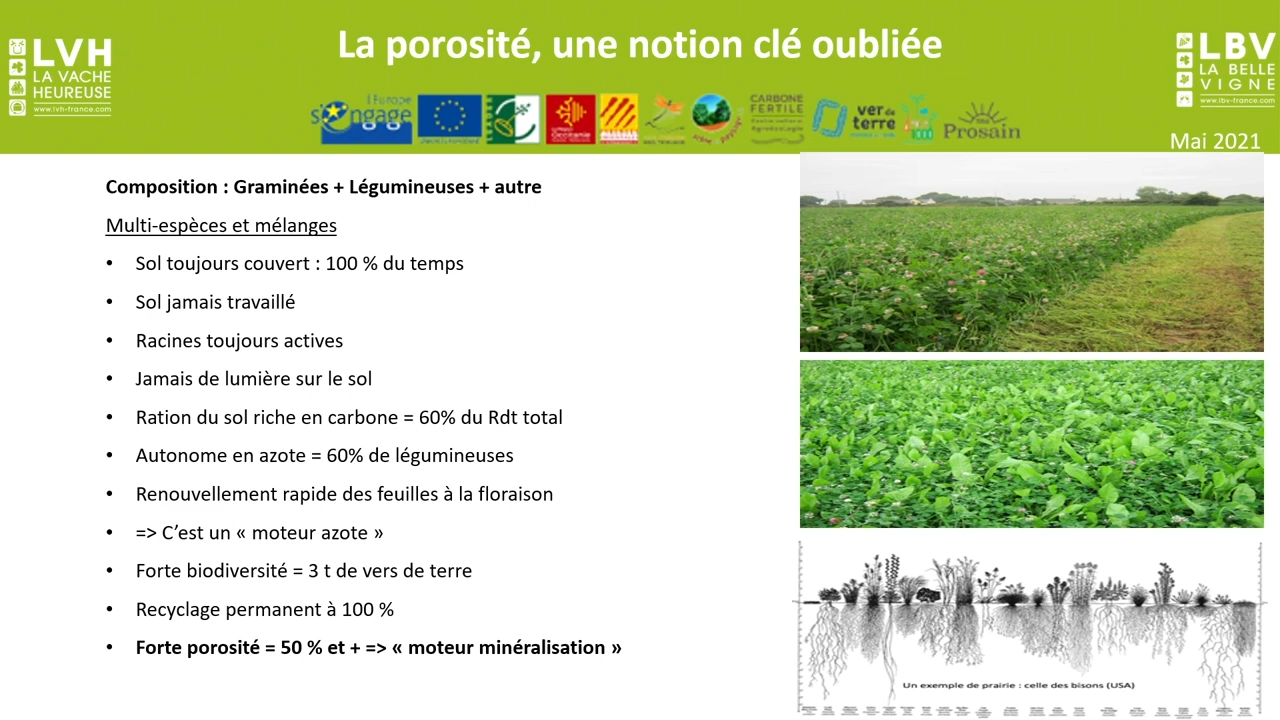 La porosité, une notion clé oubliée
LVH
LA VACHE
HEUREUSE
www.lvh-france.com
LBV
LA BELLE
VIGNE
www.lbv-france.com
l'Europe
s'engage
Occitanie
CARBONE
FERTILE
Agroécologie
ver de
terre
Prosain
Mai 2021
Composition : Graminées + Légumineuses + autre
Multi-espèces et mélanges
• Sol toujours couvert : 100 % du temps
• Sol jamais travaillé
• Racines toujours actives
• Jamais de lumière sur le sol
• Ration du sol riche en carbone = 60% du Rdt total
• Autonome en azote = 60% de légumineuses
• Renouvellement rapide des feuilles à la floraison
• => C’est un « moteur azote »
• Forte biodiversité = 3 t de vers de terre
• Recyclage permanent à 100 %
• Forte porosité = 50 % et + => « moteur minéralisation »
Un exemple de prairie : celle des bisons (USA)